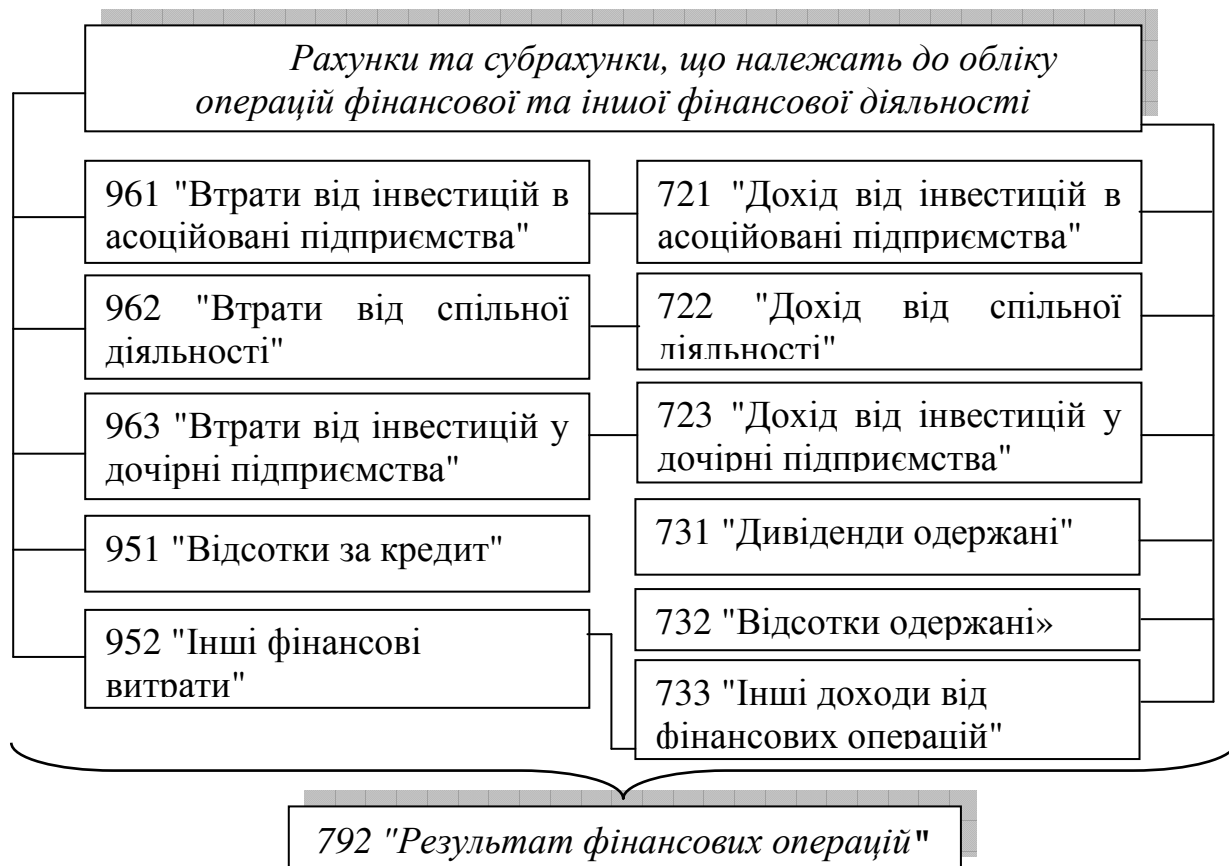 Рахунки та субрахунки, що належать до обліку
операцій фінансової та іншої фінансової діяльності
961 "Втрати від інвестицій в
асоційовані підприємства"
721 "Дохід від інвестицій в
асоційовані підприємства"
962 "Втрати від спільної
діяльності"
722 "Дохід від спільної
діяльності"
963 "Втрати від інвестицій у
дочірні підприємства"
723 "Дохід від інвестицій у
дочірні підприємства"
951 "Відсотки за кредит"
731 "Дивіденди одержані"
952 "Інші фінансові
витрати"
732 "Відсотки одержані»
733 "Інші доходи від
фінансових операцій"
792 "Результат фінансових операцій"